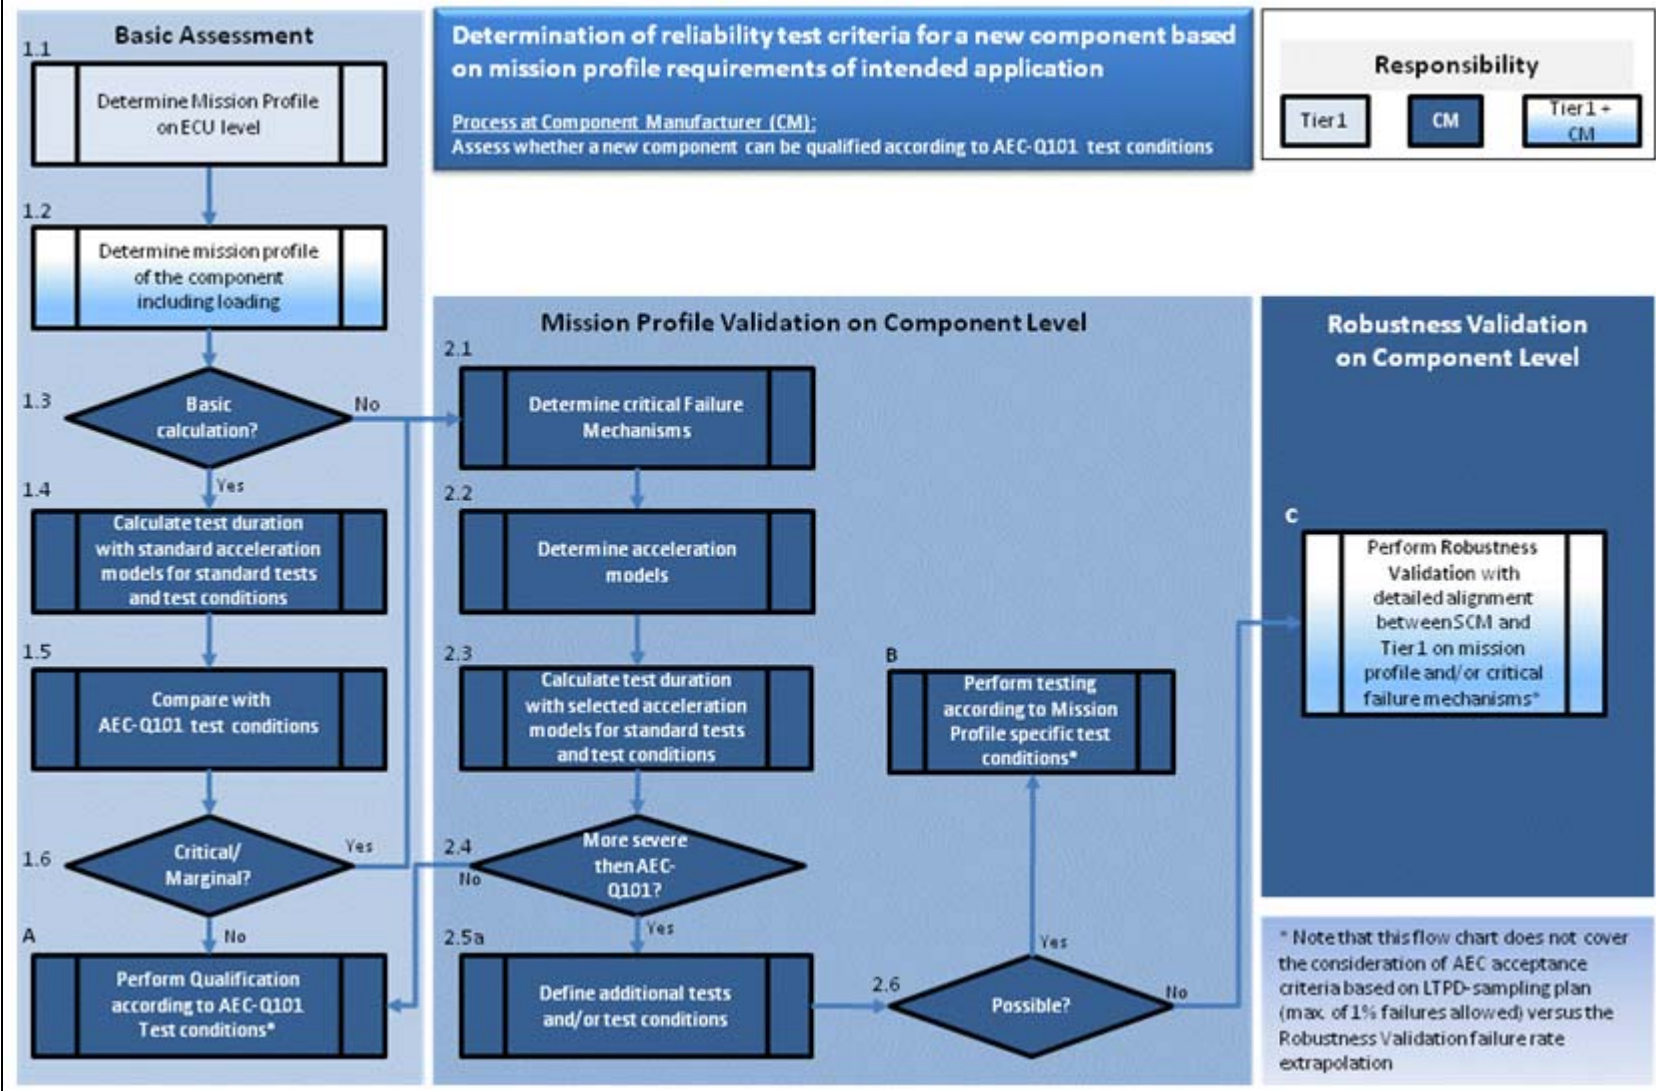 Basic Assessment
1.1
Determine Mission Profile
on ECU level
1.2
Determine mission profile
of the component
including loading
1.3
Basic
calculation?
No
Yes
1.4
Calculate test duration
with standard acceleration
models for standard tests
and test conditions
1.5
Compare with
AEC-Q101 test conditions
1.6
Critical/
Marginal?
Yes
No
A
Perform Qualification
according to AEC-Q101
Test conditions*
Determination of reliability test criteria for a new component based
on mission profile requirements of intended application
Process at Component Manufacturer (CM):
Assess whether a new component can be qualified according to AEC-Q101 test conditions
Responsibility
Tier1
CM
Tier1 +
CM
Mission Profile Validation on Component Level
2.1
Determine critical Failure
Mechanisms
2.2
Determine acceleration
models
2.3
Calculate test duration
with selected acceleration
models for standard tests
and test conditions
2.4
More severe
then AEC-
Q101?
No
Yes
2.5a
Define additional tests
and/or test conditions
2.6
Possible?
Yes
No
B
Perform testing
according to Mission
Profile specific test
conditions*
Robustness Validation
on Component Level
C
Perform Robustness
Validation with
detailed alignment
between SCM and
Tier1 on mission
profile and/or critical
failure mechanisms*
* Note that this flow chart does not cover
the consideration of AEC acceptance
criteria based on LTPD-sampling plan
(max. of 1% failures allowed) versus the
Robustness Validation failure rate
extrapolation